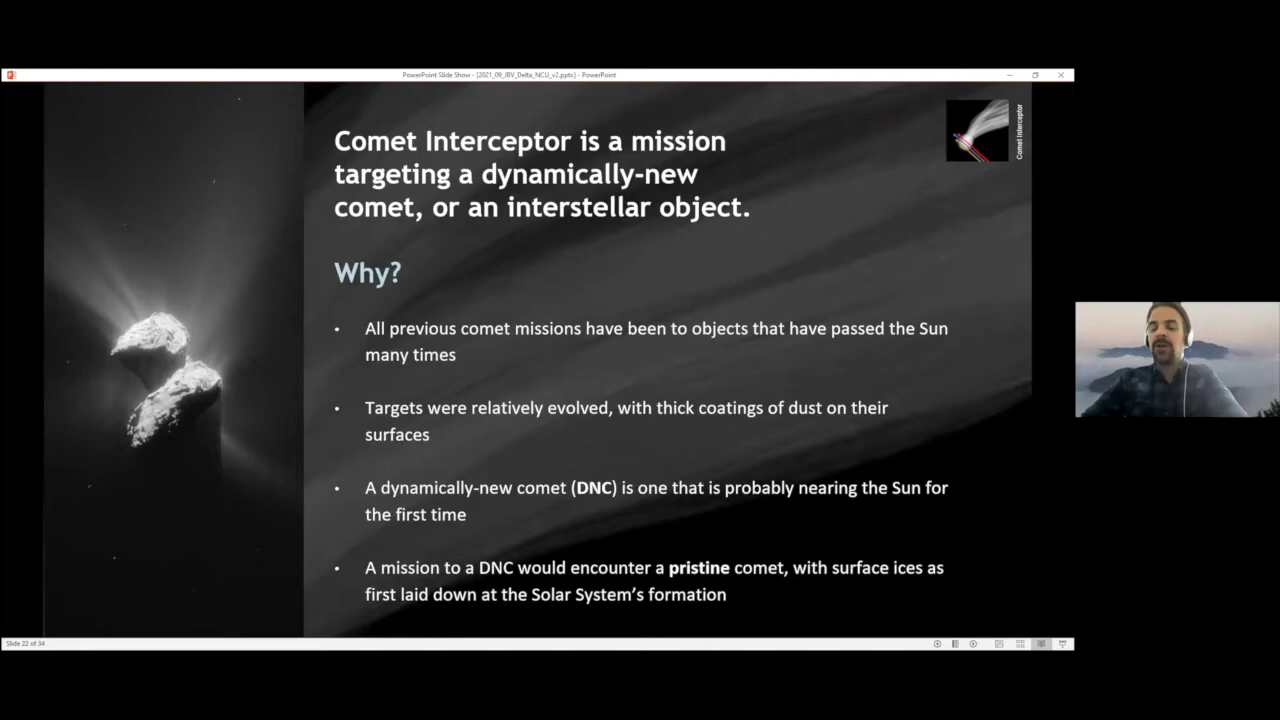 PowerPoint Slide Show - [2021_09_JBV_Delta_NCU_v2.pptx] - PowerPoint
Comet Interceptor is a mission
targeting a dynamically-new
comet, or an interstellar object.
Comet Interceptor
Why?
• All previous comet missions have been to objects that have passed the Sun
many times
• Targets were relatively evolved, with thick coatings of dust on their
surfaces
• A dynamically-new comet (DNC) is one that is probably nearing the Sun for
the first time
• A mission to a DNC would encounter a pristine comet, with surface ices as
first laid down at the Solar System’s formation
Slide 22 of 34